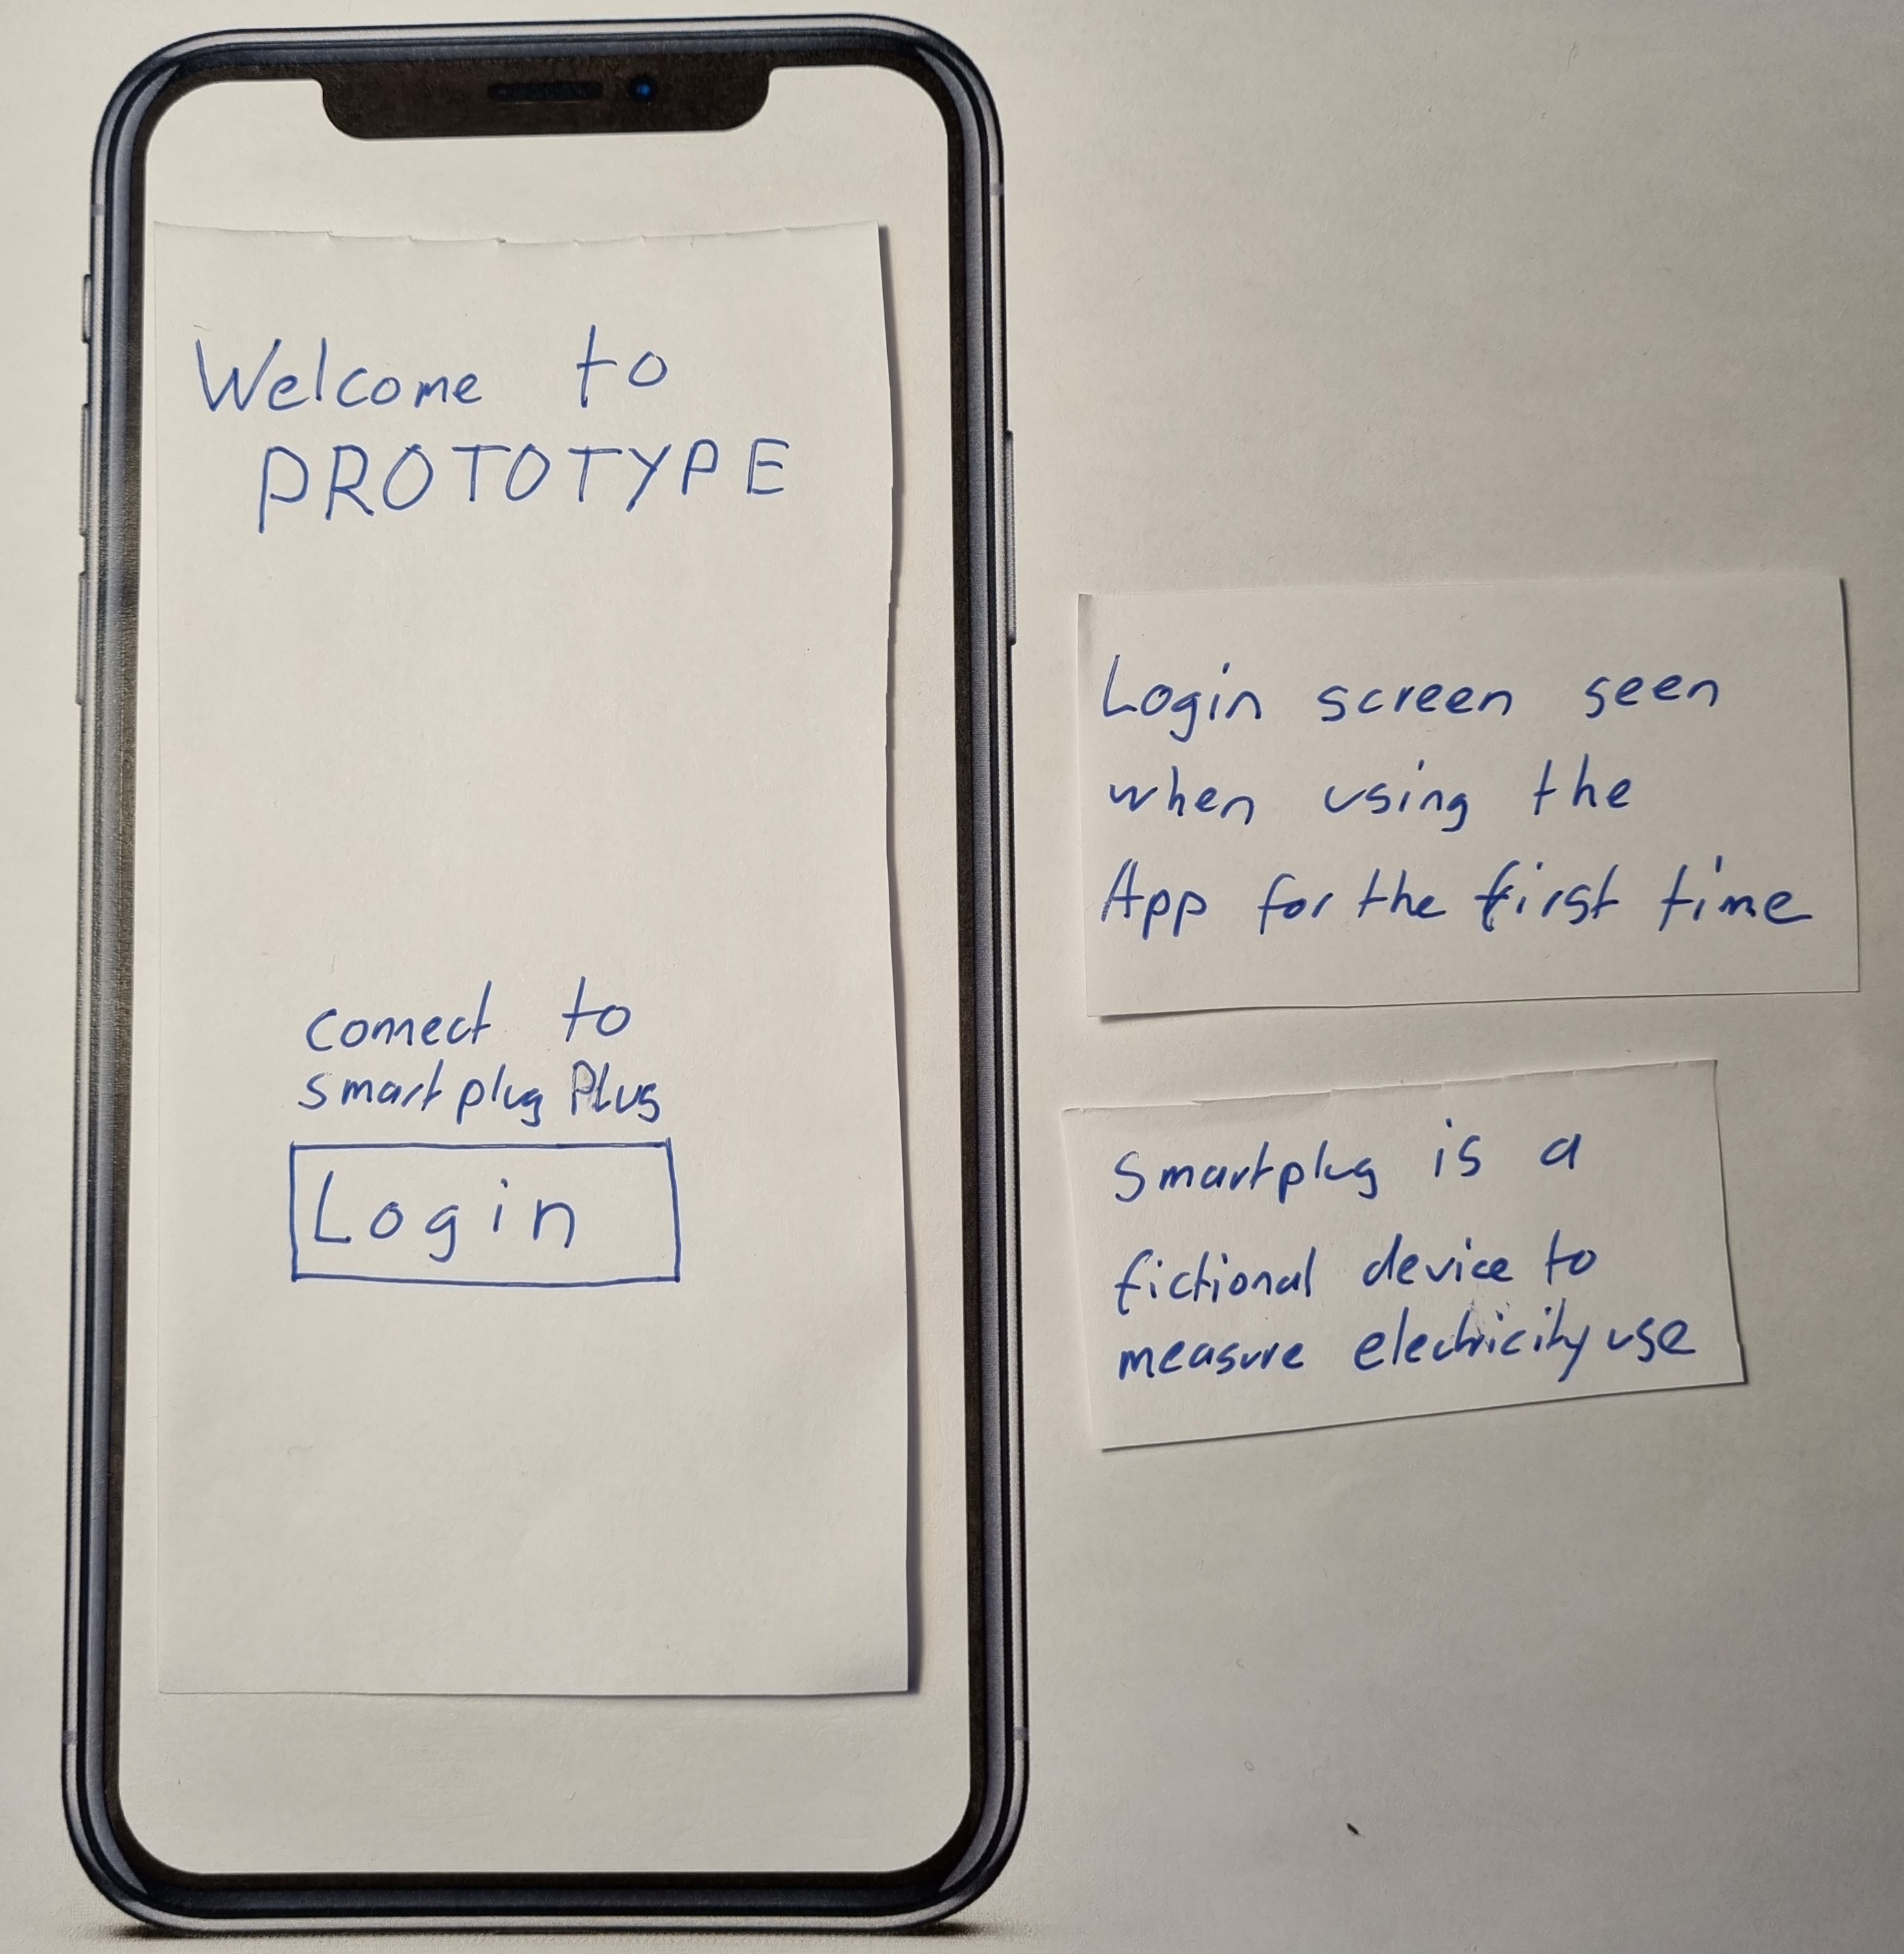 Welcome to
PROTOTYPE
connect to
smartplug Plus
Login
Login screen seen
when using the
App for the first time
Smartplug is a
fictional device to
measure electricity use